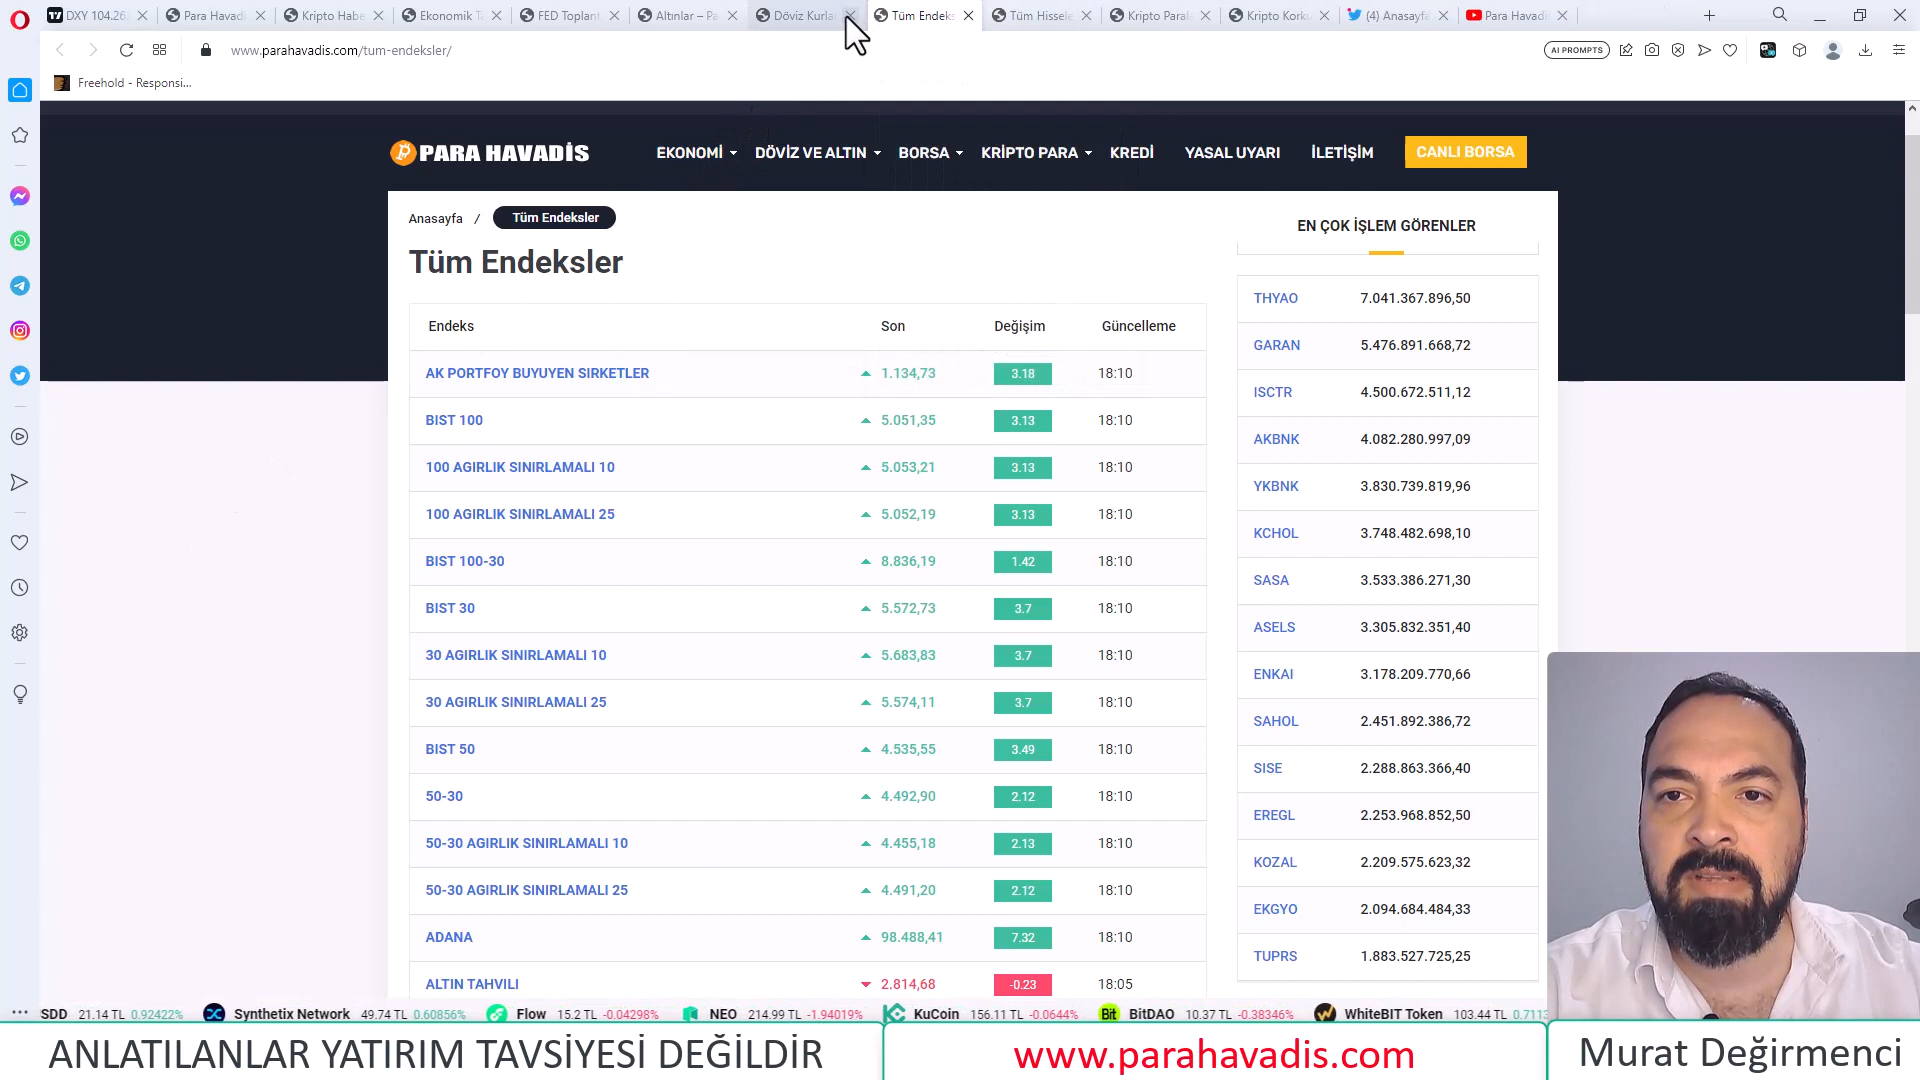 DXY 104.26
Para Havadi
Kripto Habe
Ekonomik T
FED Toplant
Altınlar – Pa
Döviz Kurla
Tüm Endeks
Tüm Hissele
Kripto Parala
Kripto Korku
(4) Anasayfa
Para Havadi
www.parahavadis.com/tum-endeksler/
AI PROMPTS
Freehold - Responsi...
PARA HAVADİS
EKONOMİ
DÖVİZ VE ALTIN
BORSA
KRİPTO PARA
KREDİ
YASAL UYARI
İLETİŞİM
CANLI BORSA
Anasayfa / Tüm Endeksler
Tüm Endeksler
Endeks Son Değişim Güncelleme
AK PORTFOY BUYUYEN SIRKETLER 1.134,73 3.18 18:10
BIST 100 5.051,35 3.13 18:10
100 AGIRLIK SINIRLAMALI 10 5.053,21 3.13 18:10
100 AGIRLIK SINIRLAMALI 25 5.052,19 3.13 18:10
BIST 100-30 8.836,19 1.42 18:10
BIST 30 5.572,73 3.7 18:10
30 AGIRLIK SINIRLAMALI 10 5.683,83 3.7 18:10
30 AGIRLIK SINIRLAMALI 25 5.574,11 3.7 18:10
BIST 50 4.535,55 3.49 18:10
50-30 4.492,90 2.12 18:10
50-30 AGIRLIK SINIRLAMALI 10 4.455,18 2.13 18:10
50-30 AGIRLIK SINIRLAMALI 25 4.491,20 2.12 18:10
ADANA 98.488,41 7.32 18:10
ALTIN TAHVILI 2.814,68 -0.23 18:05
EN ÇOK İŞLEM GÖRENLER
THYAO 7.041.367.896,50
GARAN 5.476.891.668,72
ISCTR 4.500.672.511,12
AKBNK 4.082.280.997,09
YKBNK 3.830.739.819,96
KCHOL 3.748.482.698,10
SASA 3.533.386.271,30
ASELS 3.305.832.351,40
ENKAI 3.178.209.770,66
SAHOL 2.451.892.386,72
SISE 2.288.863.366,40
EREGL 2.253.968.852,50
KOZAL 2.209.575.623,32
EKGYO 2.094.684.484,33
TUPRS 1.883.527.725,25
SDD 21.14 TL 0.92422% Synthetix Network 49.74 TL 0.60856% Flow 15.2 TL -0.04298% NEO 214.99 TL -1.94019% KuCoin 156.11 TL -0.0644% Bit BitDAO 10.37 TL -0.38346% WhiteBIT Token 103.44 TL 0.7113
ANLATILANLAR YATIRIM TAVSİYESİ DEĞİLDİR
www.parahavadis.com
Murat Değirmenci